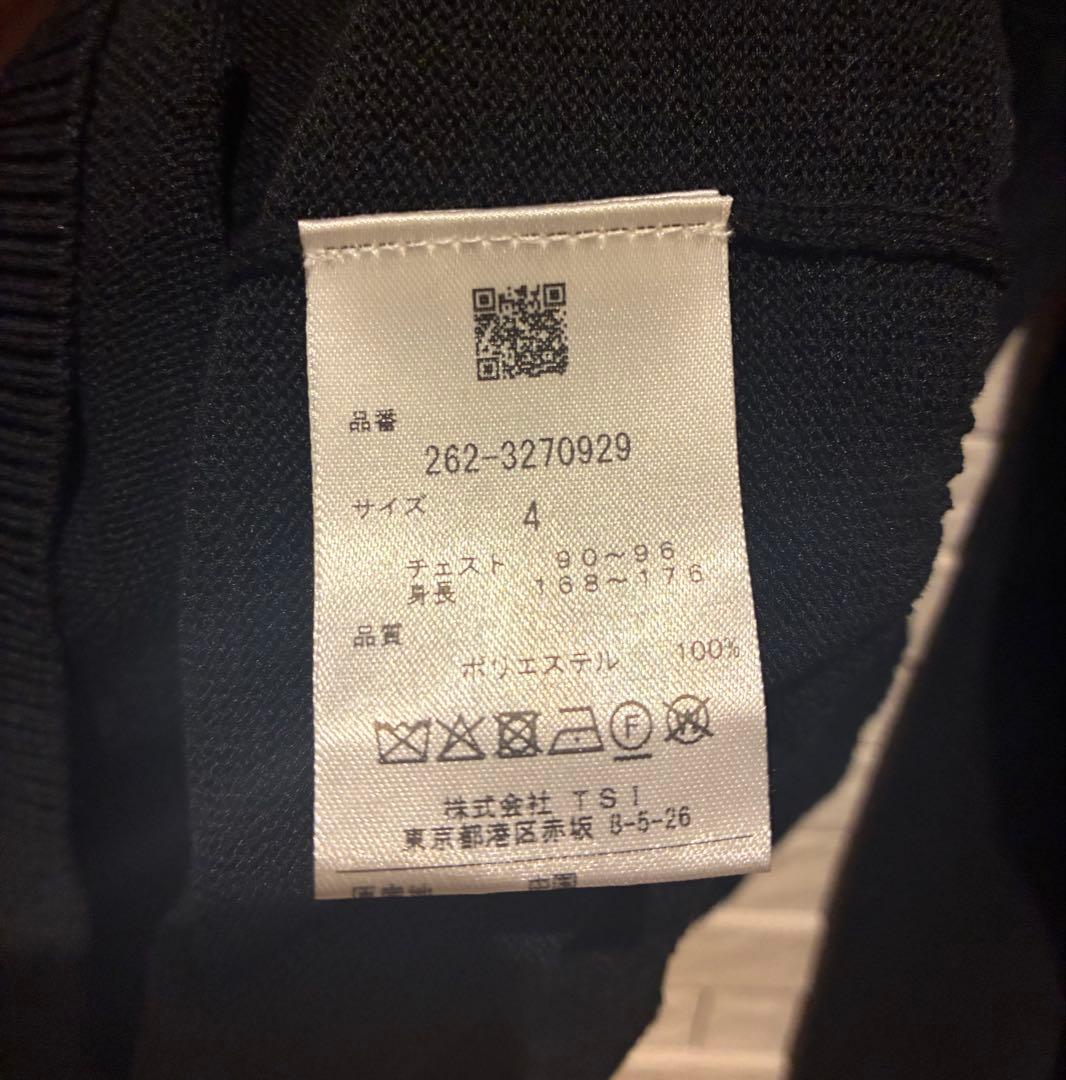 品番
262-3270929
サイズ 4
チェスト 90~96
身長 168~176
品質
ポリエステル 100%
F
W
株式会社 TSI
東京都港区赤坂 8-5-26